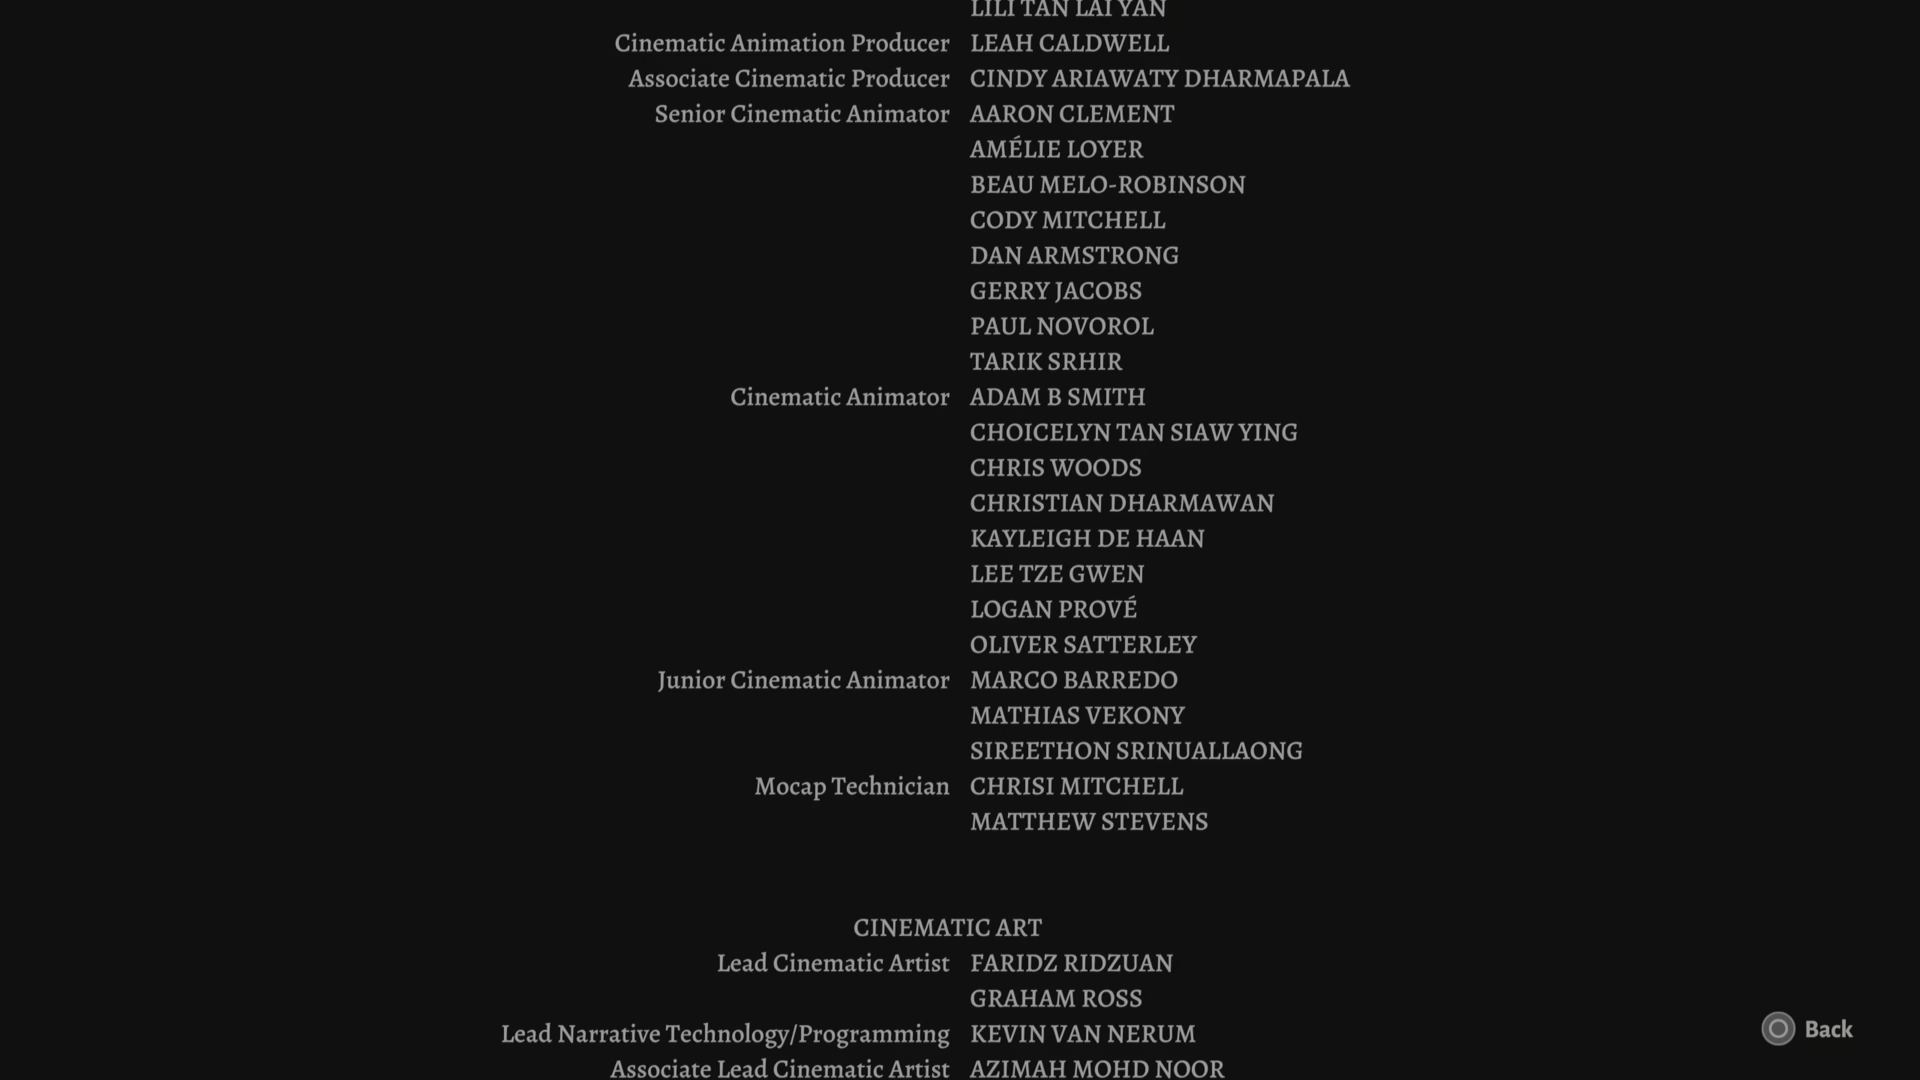 LILI TAN LAI YAN
Cinematic Animation Producer LEAH CALDWELL
Associate Cinematic Producer CINDY ARIAWATY DHARMAPALA
Senior Cinematic Animator AARON CLEMENT
AMÉLIE LOYER
BEAU MELO-ROBINSON
CODY MITCHELL
DAN ARMSTRONG
GERRY JACOBS
PAUL NOVOROL
TARIK SRHIR
Cinematic Animator ADAM B SMITH
CHOICELYN TAN SIAW YING
CHRIS WOODS
CHRISTIAN DHARMAWAN
KAYLEIGH DE HAAN
LEE TZE GWEN
LOGAN PROVÉ
OLIVER SATTERLEY
Junior Cinematic Animator MARCO BARREDO
MATHIAS VEKONY
SIREETHON SRINUALLAONG
Mocap Technician CHRISI MITCHELL
MATTHEW STEVENS
CINEMATIC ART
Lead Cinematic Artist FARIDZ RIDZUAN
GRAHAM ROSS
Lead Narrative Technology/Programming KEVIN VAN NERUM
Back
Associate Lead Cinematic Artist AZIMAH MOHD NOOR